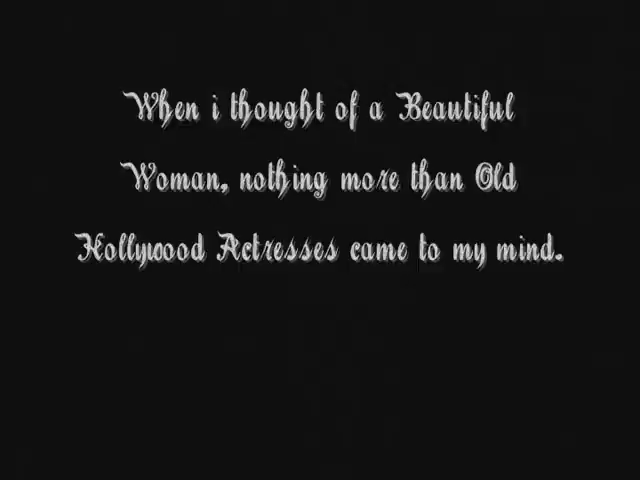 When i thought of a Beautiful
Woman, nothing more than Old
Hollywood Actresses came to my mind.